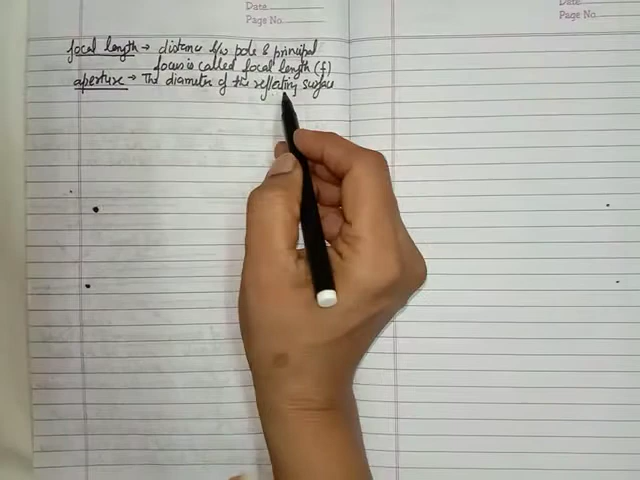 Date
Page No.
Date
Page No.
focal length → distance b/w pole & principal
focus is called focal length (f)
aperture → The diameter of the reflecting surface